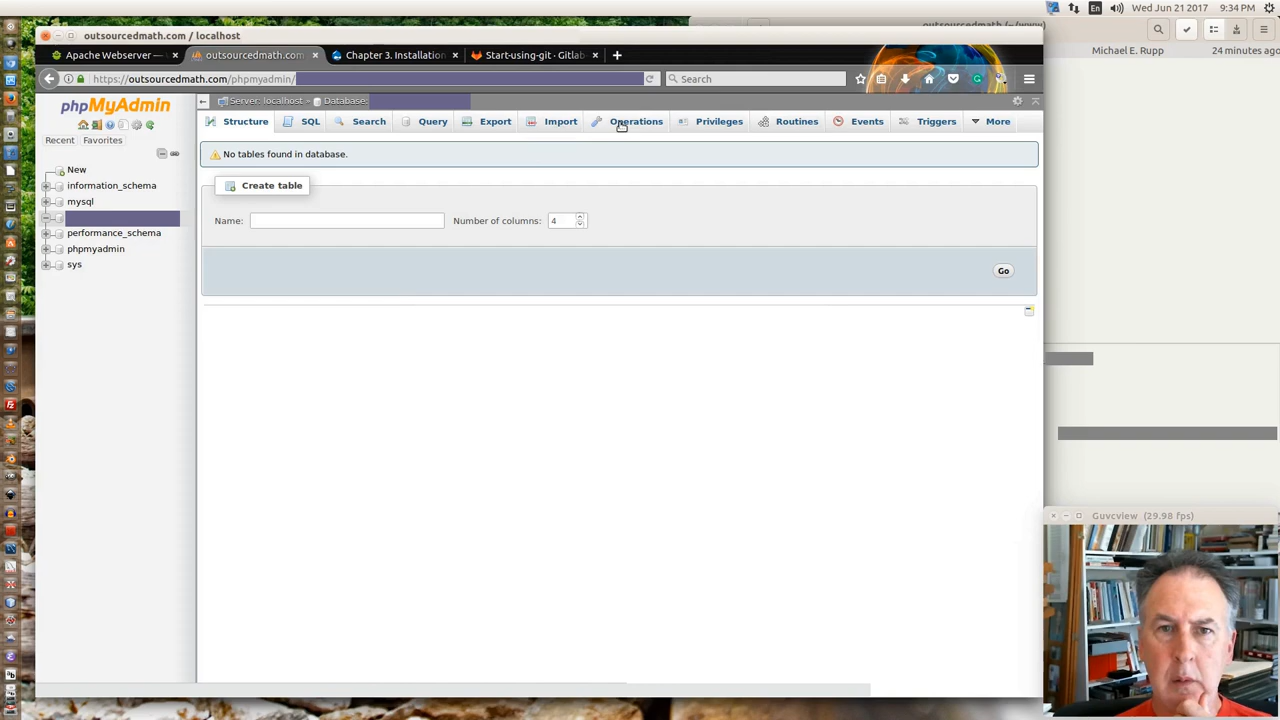 En
Wed Jun 21 2017
9:34 PM
outsourcedmath.com / localhost
Apache Webserver —
outsourcedmath.com
Chapter 3. Installation
Start-using-git · Gitlab
Michael E. Rupp
24 minutes ago
https://outsourcedmath.com/phpmyadmin/
Search
phpMyAdmin
Server: localhost > Database:
Structure SQL Search Query Export Import Operations Privileges Routines Events Triggers More
Recent Favorites
No tables found in database.
New
information_schema
mysql
performance_schema
phpmyadmin
sys
Create table
Name:
Number of columns: 4
Go
Guvcview (29.98 fps)